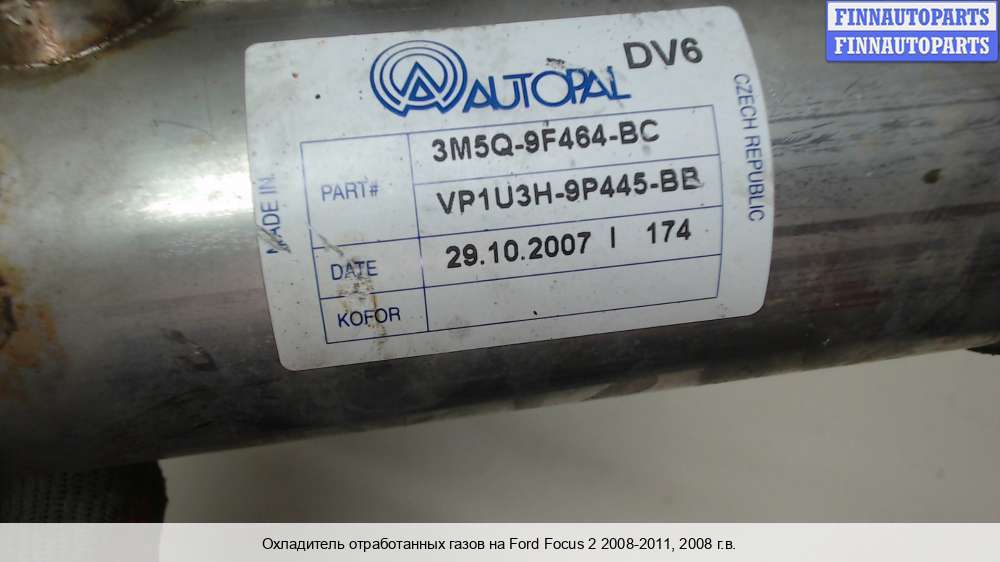 FINNAUTOPARTS
FINNAUTOPARTS
AUTOPAL
DV6
MADE IN
CZECH REPUBLIC
PART#
3M5Q-9F464-BC
VP1U3H-9P445-BB
DATE
29.10.2007 I 174
KOFOR
Охладитель отработанных газов на Ford Focus 2 2008-2011, 2008 г.в.